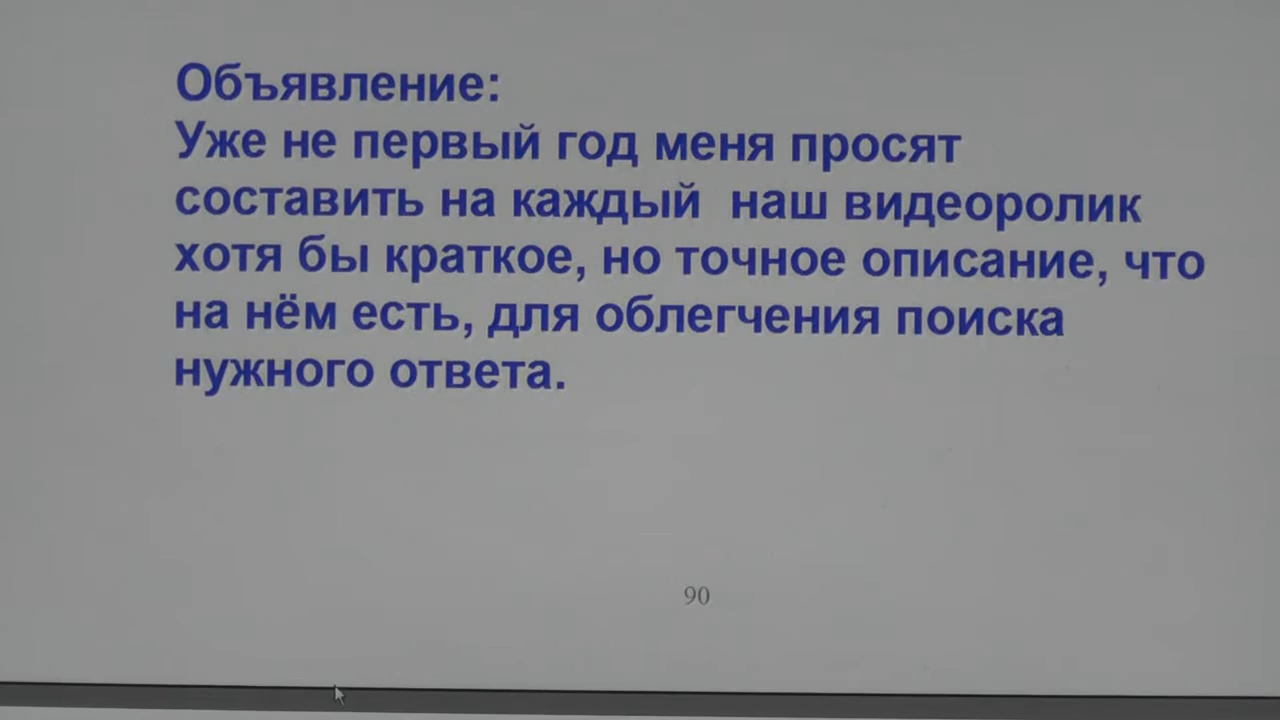 Объявление:
Уже не первый год меня просят
составить на каждый  наш видеоролик
хотя бы краткое, но точное описание, что
на нём есть, для облегчения поиска
нужного ответа.
90